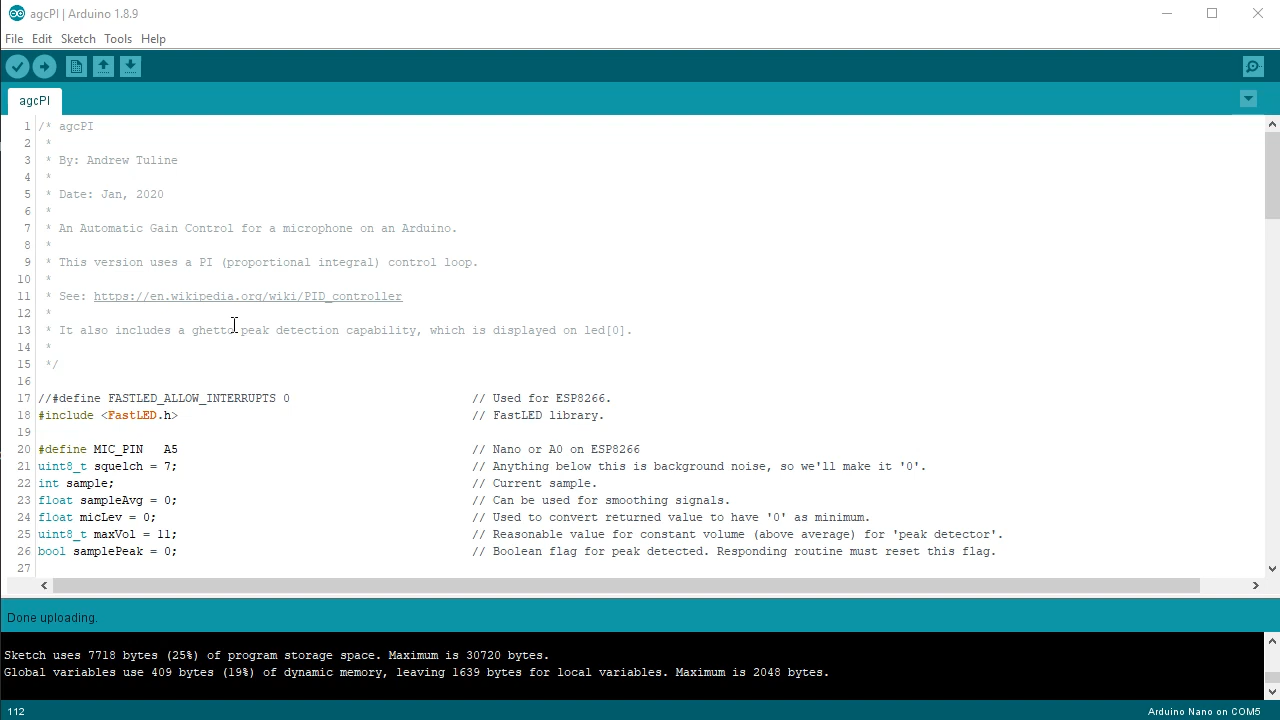 agcPI | Arduino 1.8.9
File Edit Sketch Tools Help
agcPI
1 /* agcPI
2 *
3 * By: Andrew Tuline
4 *
5 * Date: Jan, 2020
6 *
7 * An Automatic Gain Control for a microphone on an Arduino.
8 *
9 * This version uses a PI (proportional integral) control loop.
10 *
11 * See: https://en.wikipedia.org/wiki/PID_controller
12 *
13 * It also includes a ghetto peak detection capability, which is displayed on led[0].
14 *
15 */
16
17 //#define FASTLED_ALLOW_INTERRUPTS 0 // Used for ESP8266.
18 #include <FastLED.h> // FastLED library.
19
20 #define MIC_PIN A5 // Nano or A0 on ESP8266
21 uint8_t squelch = 7; // Anything below this is background noise, so we'll make it '0'.
22 int sample; // Current sample.
23 float sampleAvg = 0; // Can be used for smoothing signals.
24 float micLev = 0; // Used to convert returned value to have '0' as minimum.
25 uint8_t maxVol = 11; // Reasonable value for constant volume (above average) for 'peak detector'.
26 bool samplePeak = 0; // Boolean flag for peak detected. Responding routine must reset this flag.
27
Done uploading.
Sketch uses 7718 bytes (25%) of program storage space. Maximum is 30720 bytes.
Global variables use 409 bytes (19%) of dynamic memory, leaving 1639 bytes for local variables. Maximum is 2048 bytes.
112 Arduino Nano on COM5